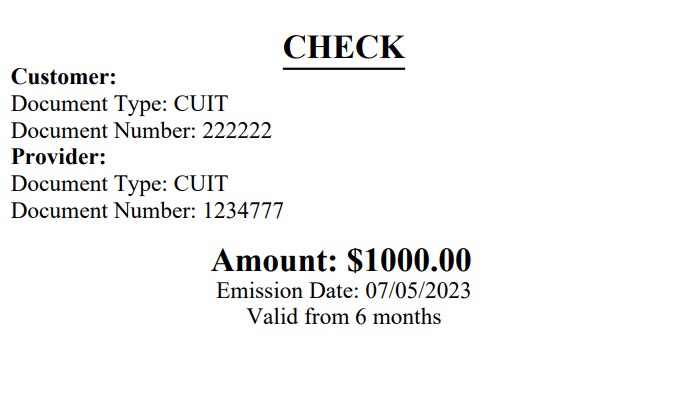 CHECK
Customer:
Document Type: CUIT
Document Number: 222222
Provider:
Document Type: CUIT
Document Number: 1234777
Amount: $1000.00
Emission Date: 07/05/2023
Valid from 6 months